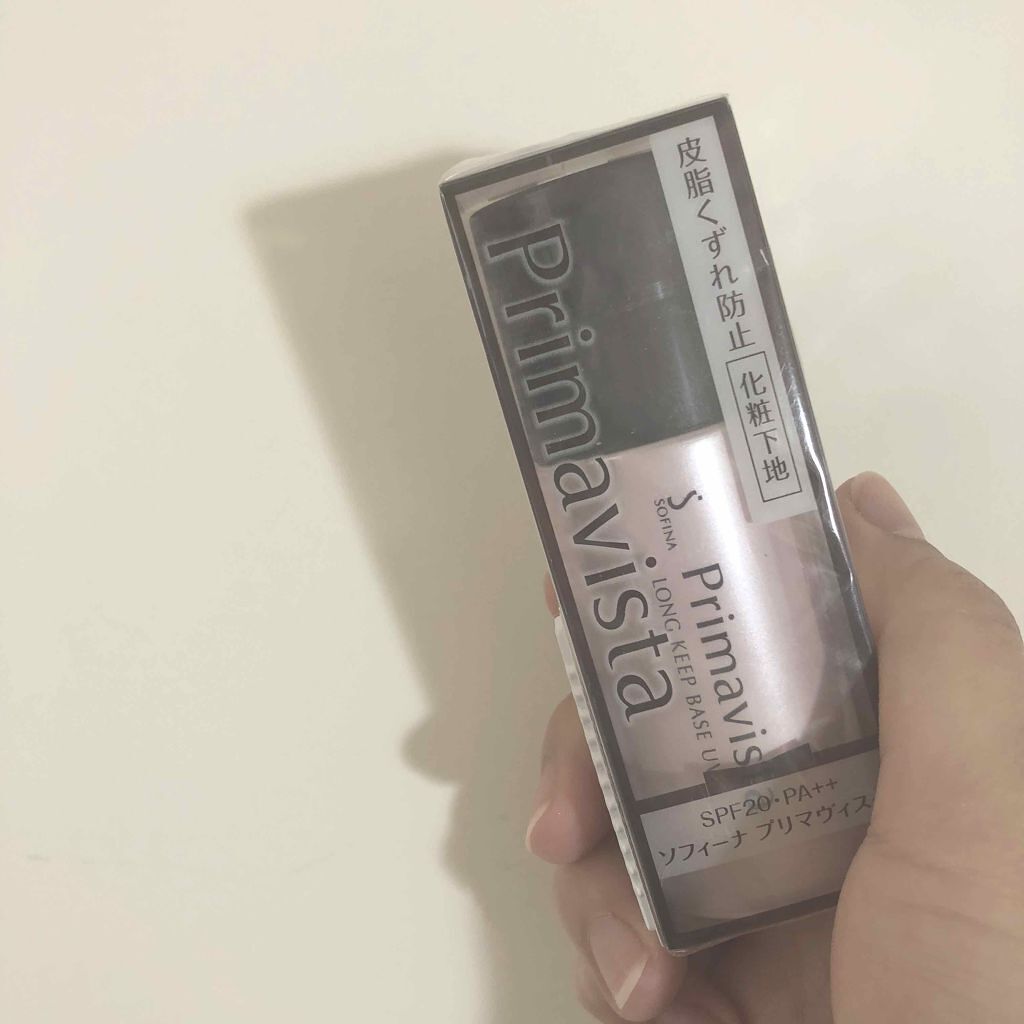 皮脂くずれ防止
化粧下地
Primavista
SOFINA
Primavis
LONG KEEP BASE UV
SPF20・PA++
ソフィーナ プリマヴィス